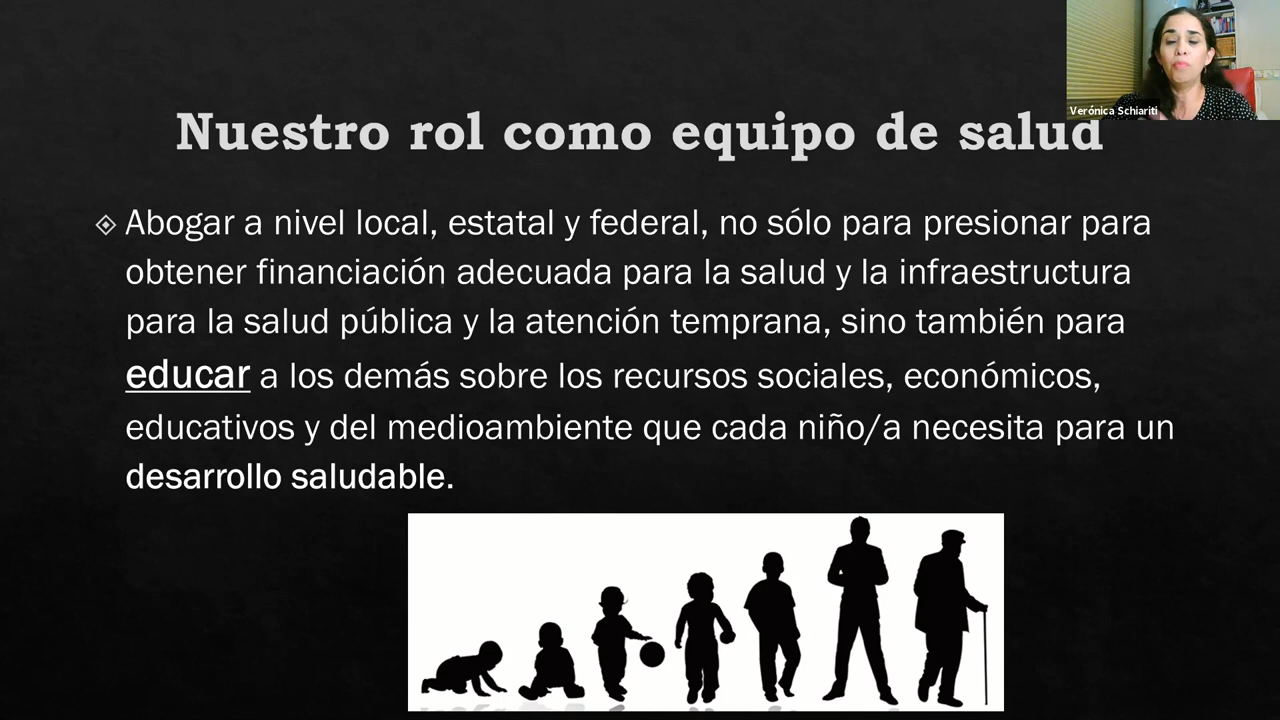 Verónica Schiariti
Nuestro rol como equipo de salud
Abogar a nivel local, estatal y federal, no sólo para presionar para
obtener financiación adecuada para la salud y la infraestructura
para la salud pública y la atención temprana, sino también para
educar a los demás sobre los recursos sociales, económicos,
educativos y del medioambiente que cada niño/a necesita para un
desarrollo saludable.